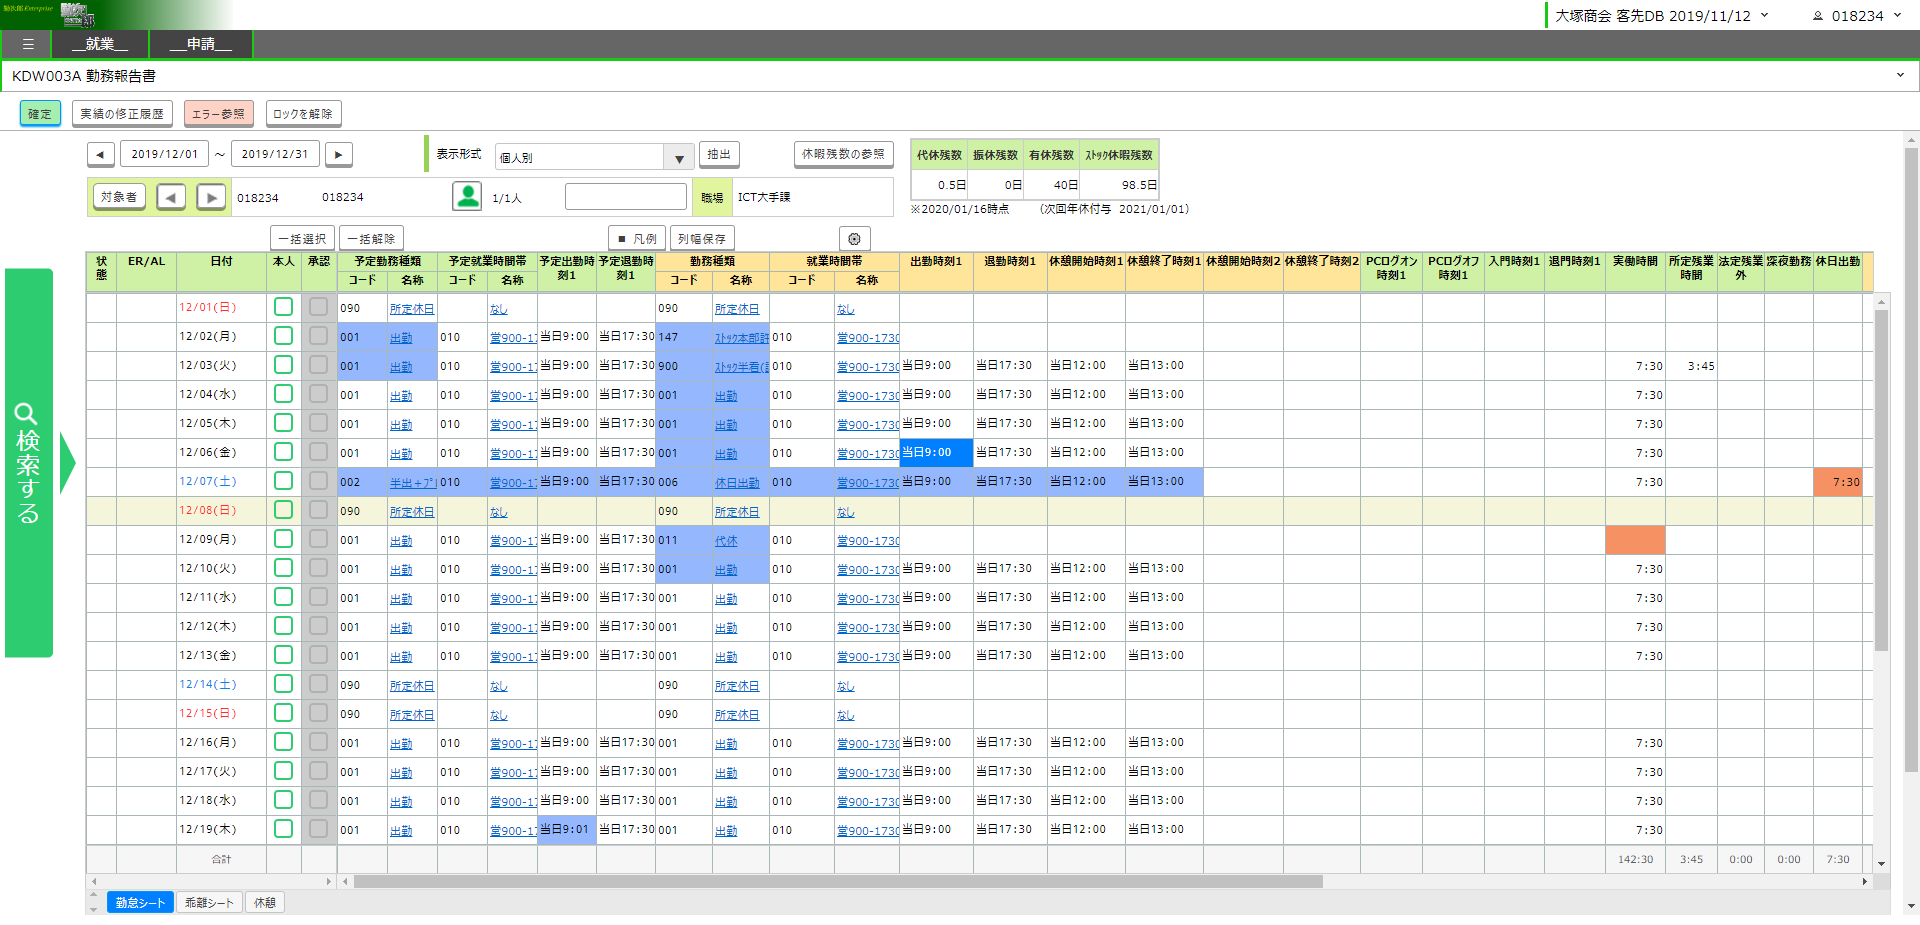 勤次郎Enterprise 勤次郎
大塚商会 客先DB 2019/11/12 018234
☰ __就業__ __申請__
KDW003A 勤務報告書
確定 実績の修正履歴 エラー参照 ロックを解除
◀ 2019/12/01 ～ 2019/12/31 ▶ 表示形式 個人別 ▼ 抽出 休暇残数の参照
代休残数 振休残数 有休残数 ｽﾄｯｸ休暇残数
0.5日 0日 40日 98.5日
※2020/01/16時点 (次回年休付与 2021/01/01)
対象者 ◀ ▶ 018234 018234 1/1人 職場 ICT大手課
一括選択 一括解除 ■ 凡例 列幅保存
検索する
状態 ER/AL 日付 本人 承認 予定勤務種類 予定就業時間帯 予定出勤時刻1 予定退勤時刻1 勤務種類 就業時間帯 出勤時刻1 退勤時刻1 休憩開始時刻1 休憩終了時刻1 休憩開始時刻2 休憩終了時刻2 PCログオン時刻1 PCログオフ時刻1 入門時刻1 退門時刻1 実働時間 所定残業時間 法定残業外 深夜勤務 休日出勤
コード 名称 コード 名称 コード 名称 コード 名称
12/01(日) 090 所定休日 なし 090 所定休日 なし
12/02(月) 001 出勤 010 営900-17 当日9:00 当日17:30 147 ｽﾄｯｸ本部許 010 営900-1730
12/03(火) 001 出勤 010 営900-17 当日9:00 当日17:30 900 ｽﾄｯｸ半君( 010 営900-1730 当日9:00 当日17:30 当日12:00 当日13:00 7:30 3:45
12/04(水) 001 出勤 010 営900-17 当日9:00 当日17:30 001 出勤 010 営900-1730 当日9:00 当日17:30 当日12:00 当日13:00 7:30
12/05(木) 001 出勤 010 営900-17 当日9:00 当日17:30 001 出勤 010 営900-1730 当日9:00 当日17:30 当日12:00 当日13:00 7:30
12/06(金) 001 出勤 010 営900-17 当日9:00 当日17:30 001 出勤 010 営900-1730 当日9:00 当日17:30 当日12:00 当日13:00 7:30
12/07(土) 002 半出+ﾌﾟ 010 営900-17 当日9:00 当日17:30 006 休日出勤 010 営900-1730 当日9:00 当日17:30 当日12:00 当日13:00 7:30 7:30
12/08(日) 090 所定休日 なし 090 所定休日 なし
12/09(月) 001 出勤 010 営900-17 当日9:00 当日17:30 011 代休 010 営900-1730
12/10(火) 001 出勤 010 営900-17 当日9:00 当日17:30 001 出勤 010 営900-1730 当日9:00 当日17:30 当日12:00 当日13:00 7:30
12/11(水) 001 出勤 010 営900-17 当日9:00 当日17:30 001 出勤 010 営900-1730 当日9:00 当日17:30 当日12:00 当日13:00 7:30
12/12(木) 001 出勤 010 営900-17 当日9:00 当日17:30 001 出勤 010 営900-1730 当日9:00 当日17:30 当日12:00 当日13:00 7:30
12/13(金) 001 出勤 010 営900-17 当日9:00 当日17:30 001 出勤 010 営900-1730 当日9:00 当日17:30 当日12:00 当日13:00 7:30
12/14(土) 090 所定休日 なし 090 所定休日 なし
12/15(日) 090 所定休日 なし 090 所定休日 なし
12/16(月) 001 出勤 010 営900-17 当日9:00 当日17:30 001 出勤 010 営900-1730 当日9:00 当日17:30 当日12:00 当日13:00 7:30
12/17(火) 001 出勤 010 営900-17 当日9:00 当日17:30 001 出勤 010 営900-1730 当日9:00 当日17:30 当日12:00 当日13:00 7:30
12/18(水) 001 出勤 010 営900-17 当日9:00 当日17:30 001 出勤 010 営900-1730 当日9:00 当日17:30 当日12:00 当日13:00 7:30
12/19(木) 001 出勤 010 営900-17 当日9:01 当日17:30 001 出勤 010 営900-1730 当日9:00 当日17:30 当日12:00 当日13:00 7:30
合計 142:30 3:45 0:00 0:00 7:30
勤怠シート 乖離シート 休憩